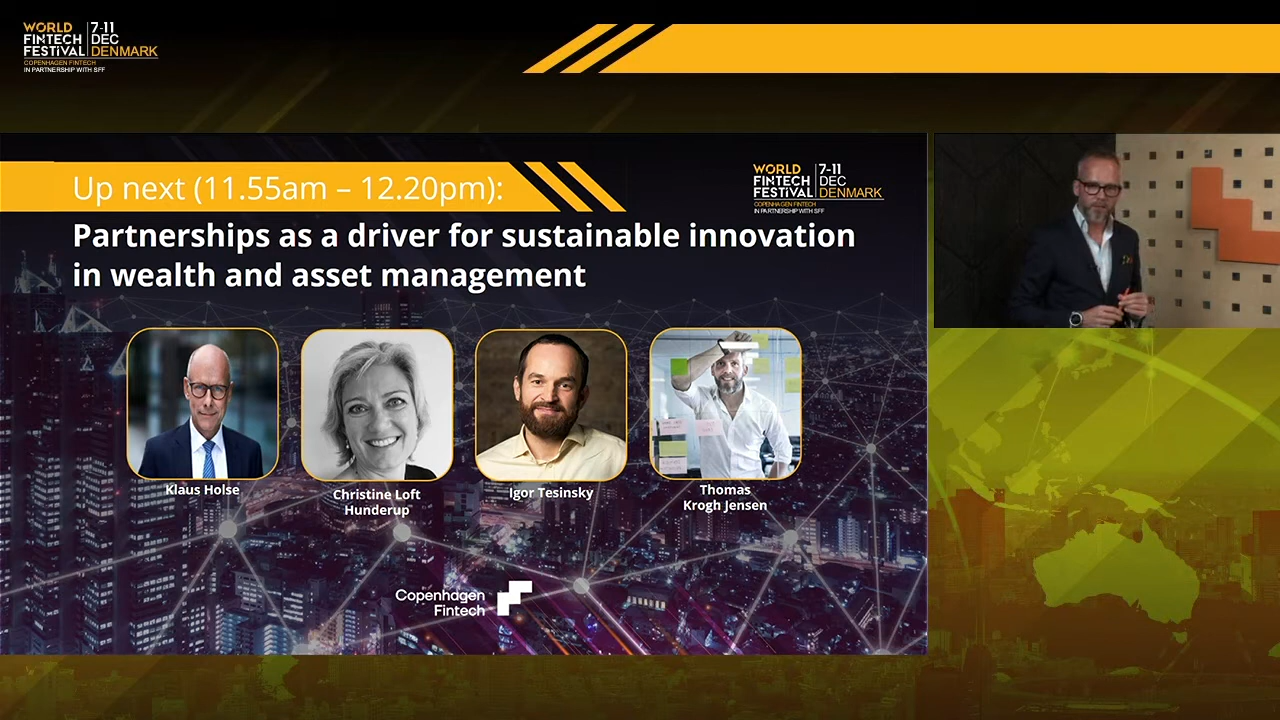 WORLD
FINTECH
FESTiVAL
7-11
DEC
DENMARK
COPENHAGEN FINTECH
IN PARTNERSHIP WITH SFF
Up next (11.55am – 12.20pm):
WORLD
FINTECH
FESTiVAL
7-11
DEC
DENMARK
COPENHAGEN FINTECH
IN PARTNERSHIP WITH SFF
Partnerships as a driver for sustainable innovation
in wealth and asset management
Klaus Holse
Christine Loft
Hunderup
Igor Tesinsky
Thomas
Krogh Jensen
Copenhagen
Fintech